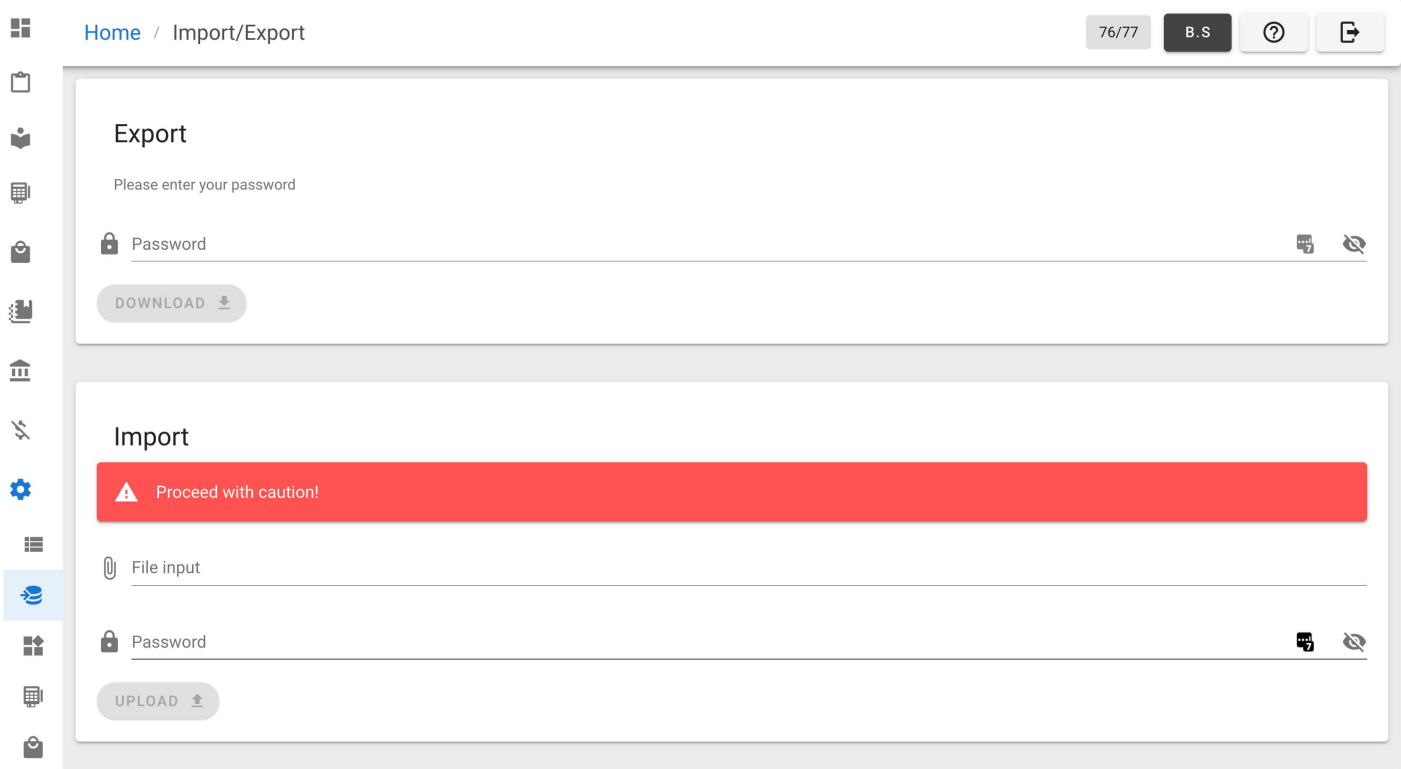 Home / Import/Export
76/77
B.S
Export
Please enter your password
Password
DOWNLOAD
Import
Proceed with caution!
File input
Password
UPLOAD